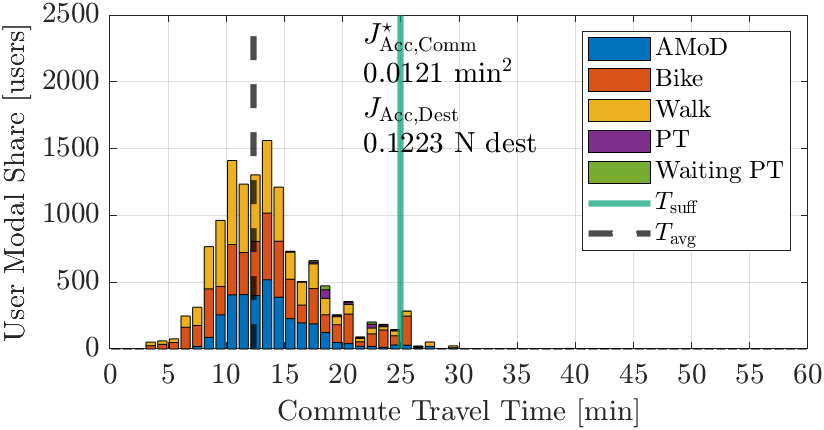 2500
2000
1500
1000
500
0
User Modal Share [users]
J⋆Acc,Comm
0.0121 min²
JAcc,Dest
0.1223 N dest
AMoD
Bike
Walk
PT
Waiting PT
Tsuff
Tavg
0 5 10 15 20 25 30 35 40 45 50 55 60
Commute Travel Time [min]